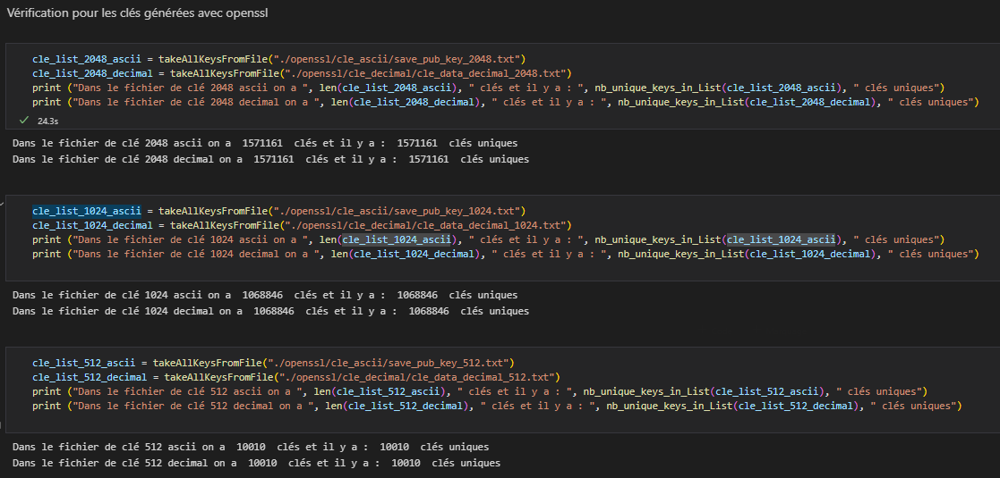 Vérification pour les clés générées avec openssl
cle_list_2048_ascii = takeAllKeysFromFile("./openssl/cle_ascii/save_pub_key_2048.txt")
cle_list_2048_decimal = takeAllKeysFromFile("./openssl/cle_decimal/cle_data_decimal_2048.txt")
print ("Dans le fichier de clé 2048 ascii on a ", len(cle_list_2048_ascii), " clés et il y a : ", nb_unique_keys_in_List(cle_list_2048_ascii), " clés uniques")
print ("Dans le fichier de clé 2048 decimal on a ", len(cle_list_2048_decimal), " clés et il y a : ", nb_unique_keys_in_List(cle_list_2048_decimal), " clés uniques")
✓ 24.3s
Dans le fichier de clé 2048 ascii on a  1571161  clés et il y a :  1571161  clés uniques
Dans le fichier de clé 2048 decimal on a  1571161  clés et il y a :  1571161  clés uniques
cle_list_1024_ascii = takeAllKeysFromFile("./openssl/cle_ascii/save_pub_key_1024.txt")
cle_list_1024_decimal = takeAllKeysFromFile("./openssl/cle_decimal/cle_data_decimal_1024.txt")
print ("Dans le fichier de clé 1024 ascii on a ", len(cle_list_1024_ascii), " clés et il y a : ", nb_unique_keys_in_List(cle_list_1024_ascii), " clés uniques")
print ("Dans le fichier de clé 1024 decimal on a ", len(cle_list_1024_decimal), " clés et il y a : ", nb_unique_keys_in_List(cle_list_1024_decimal), " clés uniques")
Dans le fichier de clé 1024 ascii on a  1068846  clés et il y a :  1068846  clés uniques
Dans le fichier de clé 1024 decimal on a  1068846  clés et il y a :  1068846  clés uniques
cle_list_512_ascii = takeAllKeysFromFile("./openssl/cle_ascii/save_pub_key_512.txt")
cle_list_512_decimal = takeAllKeysFromFile("./openssl/cle_decimal/cle_data_decimal_512.txt")
print ("Dans le fichier de clé 512 ascii on a ", len(cle_list_512_ascii), " clés et il y a : ", nb_unique_keys_in_List(cle_list_512_ascii), " clés uniques")
print ("Dans le fichier de clé 512 decimal on a ", len(cle_list_512_decimal), " clés et il y a : ", nb_unique_keys_in_List(cle_list_512_decimal), " clés uniques")
Dans le fichier de clé 512 ascii on a  10010  clés et il y a :  10010  clés uniques
Dans le fichier de clé 512 decimal on a  10010  clés et il y a :  10010  clés uniques